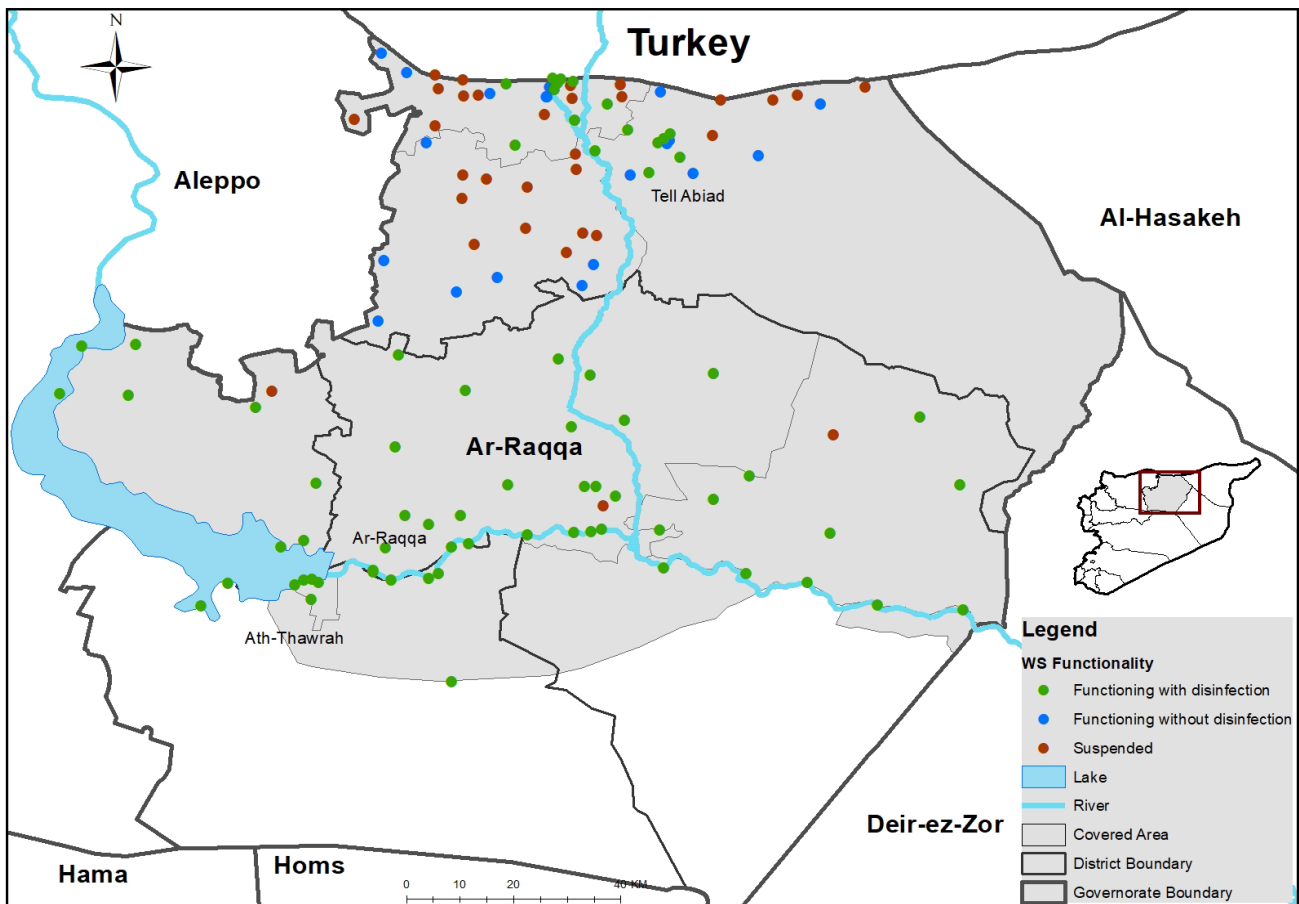 N
Turkey
Aleppo
Tell Abiad
Al-Hasakeh
Ar-Raqqa
Ar-Raqqa
Ath-Thawrah
Legend
WS Functionality
Functioning with disinfection
Functioning without disinfection
Suspended
Lake
River
Covered Area
District Boundary
Governorate Boundary
Deir-ez-Zor
Hama
Homs
0 10 20 40 KM